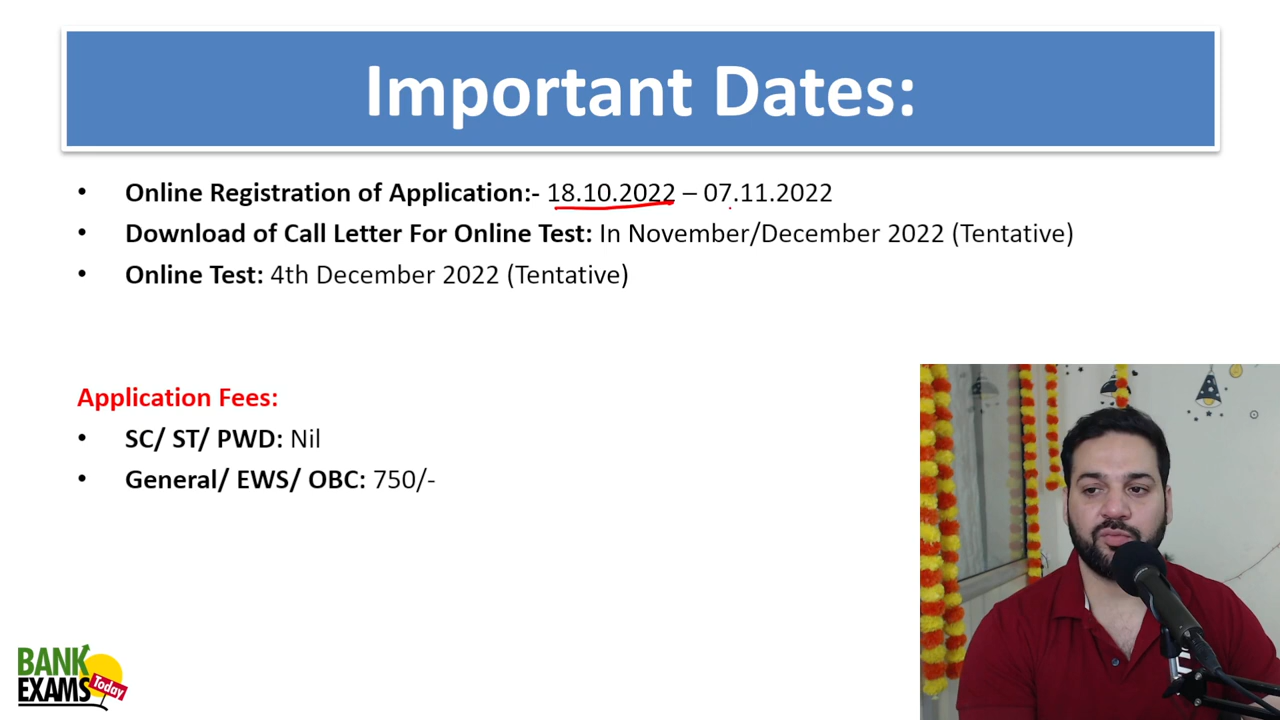 Important Dates:
• Online Registration of Application:- 18.10.2022 – 07.11.2022
• Download of Call Letter For Online Test: In November/December 2022 (Tentative)
• Online Test: 4th December 2022 (Tentative)
Application Fees:
• SC/ ST/ PWD: Nil
• General/ EWS/ OBC: 750/-
BANK
EXAMS Today